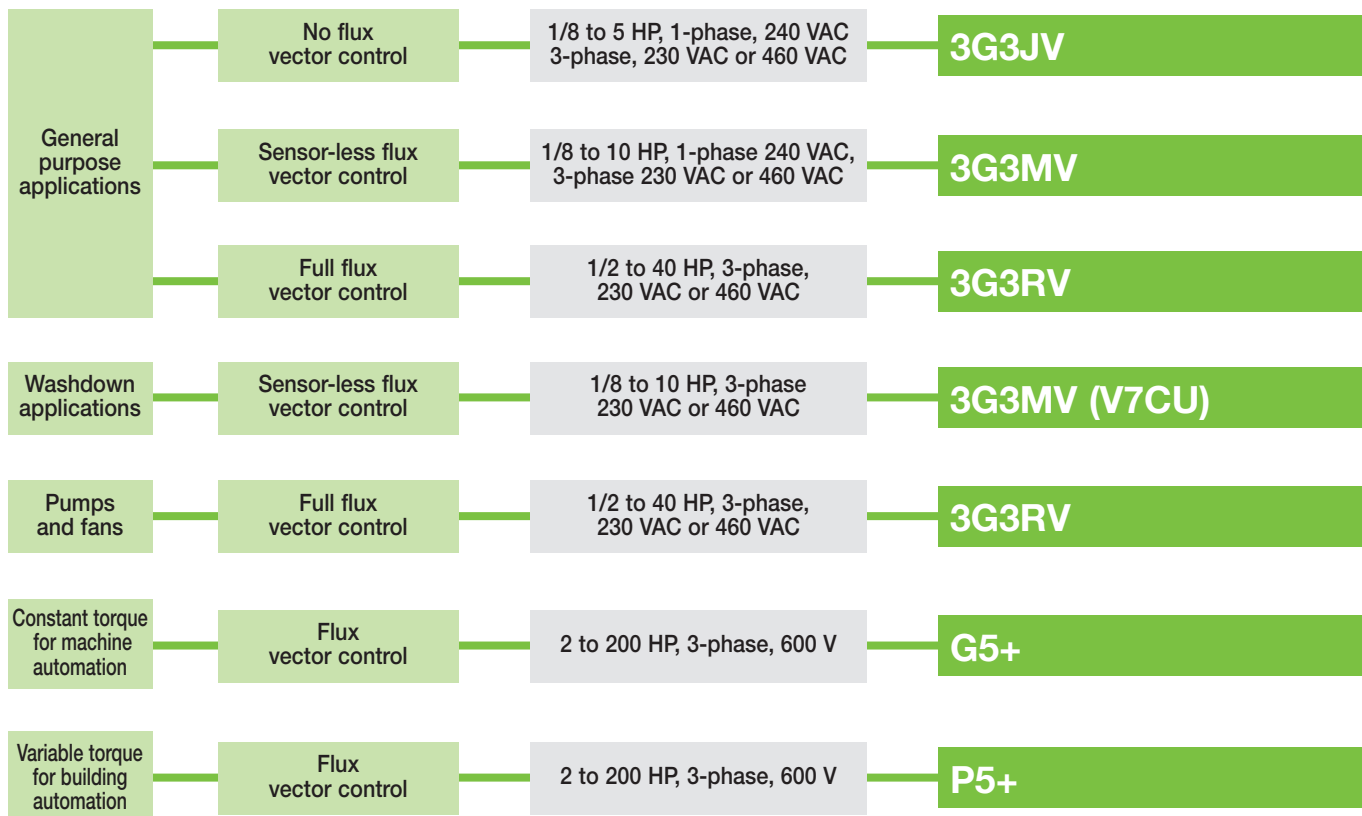 General
purpose
applications
No flux
vector control
1/8 to 5 HP, 1-phase, 240 VAC
3-phase, 230 VAC or 460 VAC
3G3JV
Sensor-less flux
vector control
1/8 to 10 HP, 1-phase 240 VAC,
3-phase 230 VAC or 460 VAC
3G3MV
Full flux
vector control
1/2 to 40 HP, 3-phase,
230 VAC or 460 VAC
3G3RV
Washdown
applications
Sensor-less flux
vector control
1/8 to 10 HP, 3-phase
230 VAC or 460 VAC
3G3MV (V7CU)
Pumps
and fans
Full flux
vector control
1/2 to 40 HP, 3-phase,
230 VAC or 460 VAC
3G3RV
Constant torque
for machine
automation
Flux
vector control
2 to 200 HP, 3-phase, 600 V
G5+
Variable torque
for building
automation
Flux
vector control
2 to 200 HP, 3-phase, 600 V
P5+